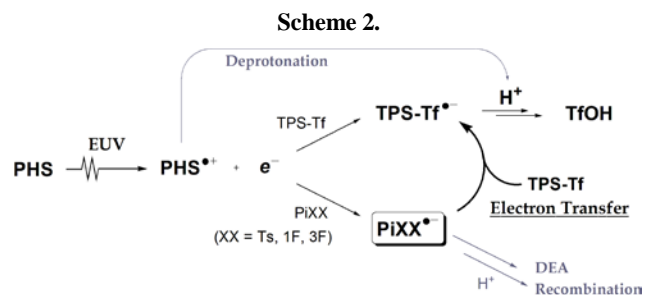 Scheme 2.
Deprotonation
TPS-Tf
TPS-Tf•−
H+
TfOH
EUV
PHS
PHS•+ + e−
PiXX
(XX = Ts, 1F, 3F)
PiXX•−
TPS-Tf
Electron Transfer
H+
DEA
Recombination